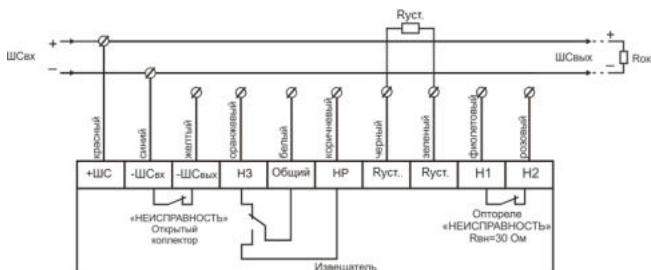 Rуст.
+
ШСвх
−
ШСвых
+
−
Rок
красный
синий
желтый
оранжевый
белый
коричневый
черный
зеленый
фиолетовый
розовый
+ШС
-ШСвх
-ШСвых
НЗ
Общий
НР
Rуст..
Rуст.
Н1
Н2
«НЕИСПРАВНОСТЬ»
Открытый
коллектор
Оптореле
«НЕИСПРАВНОСТЬ»
Rвн=30 Ом
Извещатель